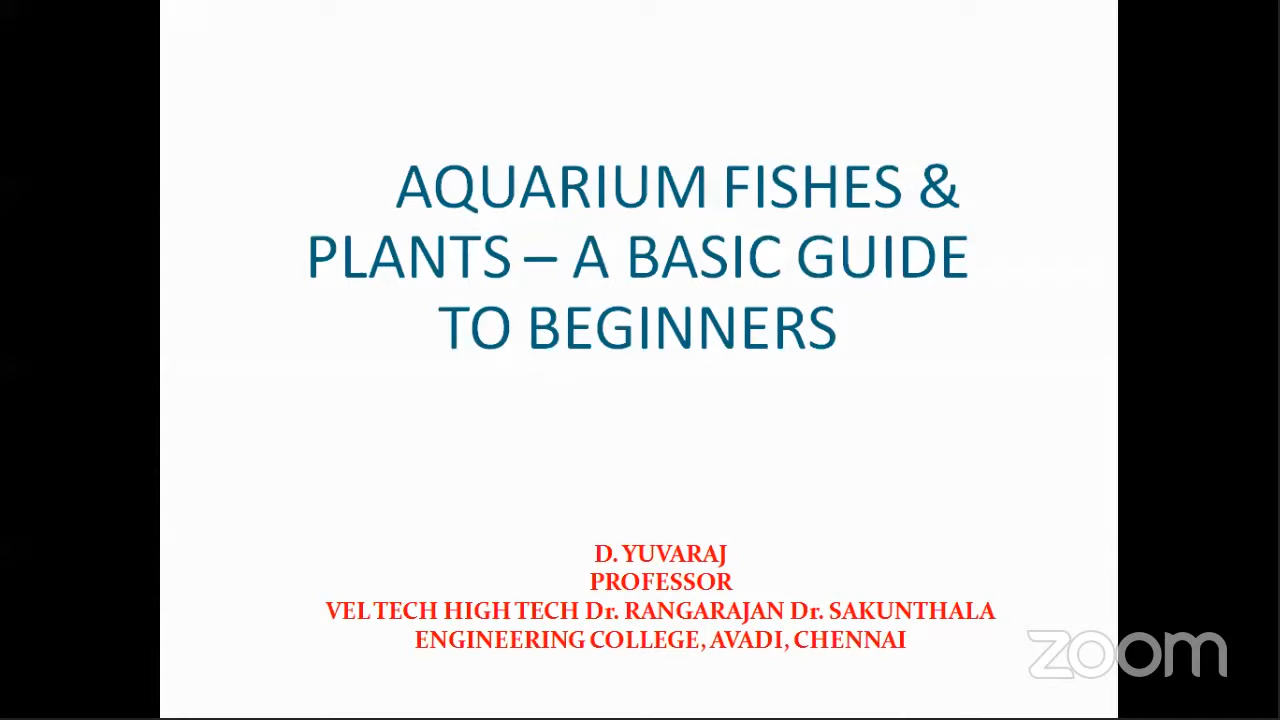 AQUARIUM FISHES &
PLANTS – A BASIC GUIDE
TO BEGINNERS
D. YUVARAJ
PROFESSOR
VEL TECH HIGH TECH Dr. RANGARAJAN Dr. SAKUNTHALA
ENGINEERING COLLEGE, AVADI, CHENNAI
zoom